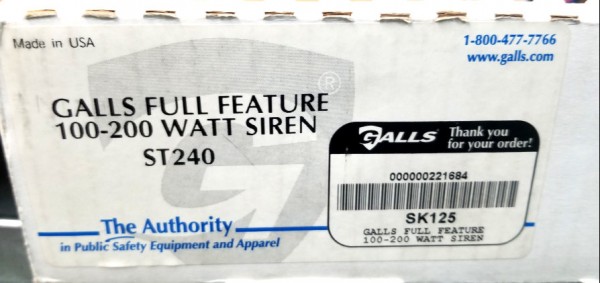 Made in USA
1-800-477-7766
www.galls.com
®
GALLS FULL FEATURE
100-200 WATT SIREN
ST240
GALLS® Thank you
for your order!
000000221684
SK125
GALLS FULL FEATURE
100-200 WATT SIREN
The Authority
in Public Safety Equipment and Apparel